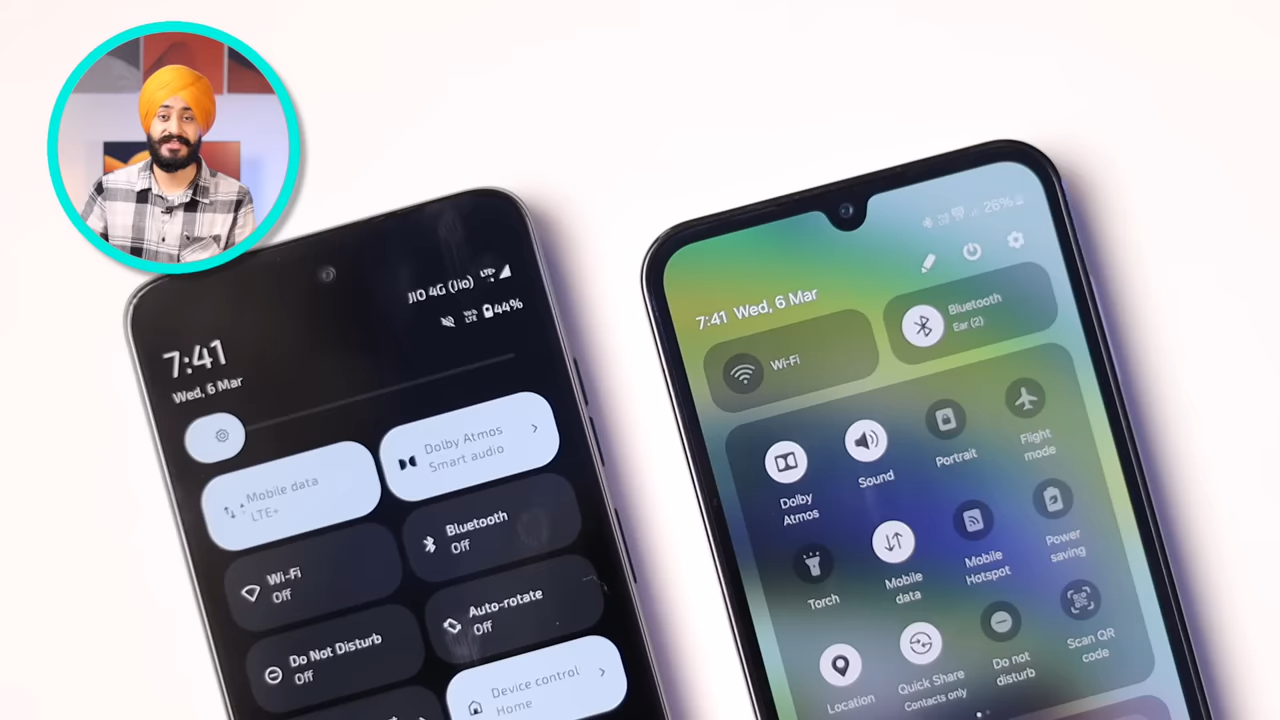 JIO 4G (Jio) LTE+
VoLTE 44%
7:41
Wed, 6 Mar
Mobile data
LTE+
Dolby Atmos
Smart audio
Wi-Fi
Off
Bluetooth
Off
Do Not Disturb
Off
Auto-rotate
Off
Device control
Home
26%
7:41 Wed, 6 Mar
Wi-Fi
Bluetooth
Ear (2)
Dolby
Atmos
Sound
Portrait
Flight
mode
Torch
Mobile
data
Mobile
Hotspot
Power
saving
Location
Quick Share
Contacts only
Do not
disturb
Scan QR
code